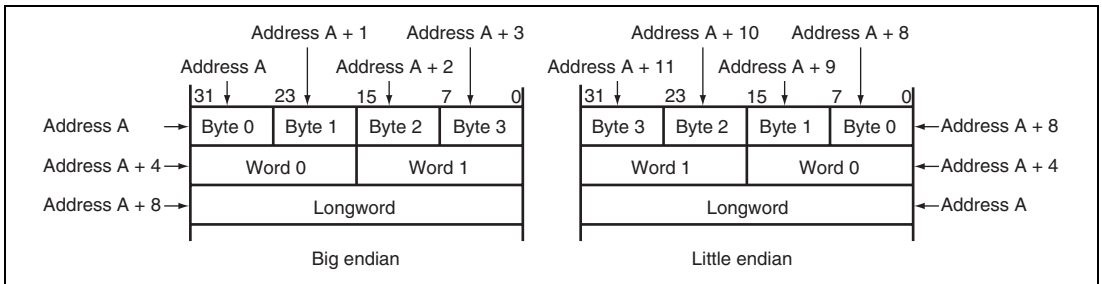 Address A + 1 Address A + 3 Address A + 10 Address A + 8
Address A Address A + 2 Address A + 11 Address A + 9
31 23 15 7 0 31 23 15 7 0
Address A Byte 0 Byte 1 Byte 2 Byte 3 Byte 3 Byte 2 Byte 1 Byte 0 Address A + 8
Address A + 4 Word 0 Word 1 Word 1 Word 0 Address A + 4
Address A + 8 Longword Longword Address A
Big endian Little endian